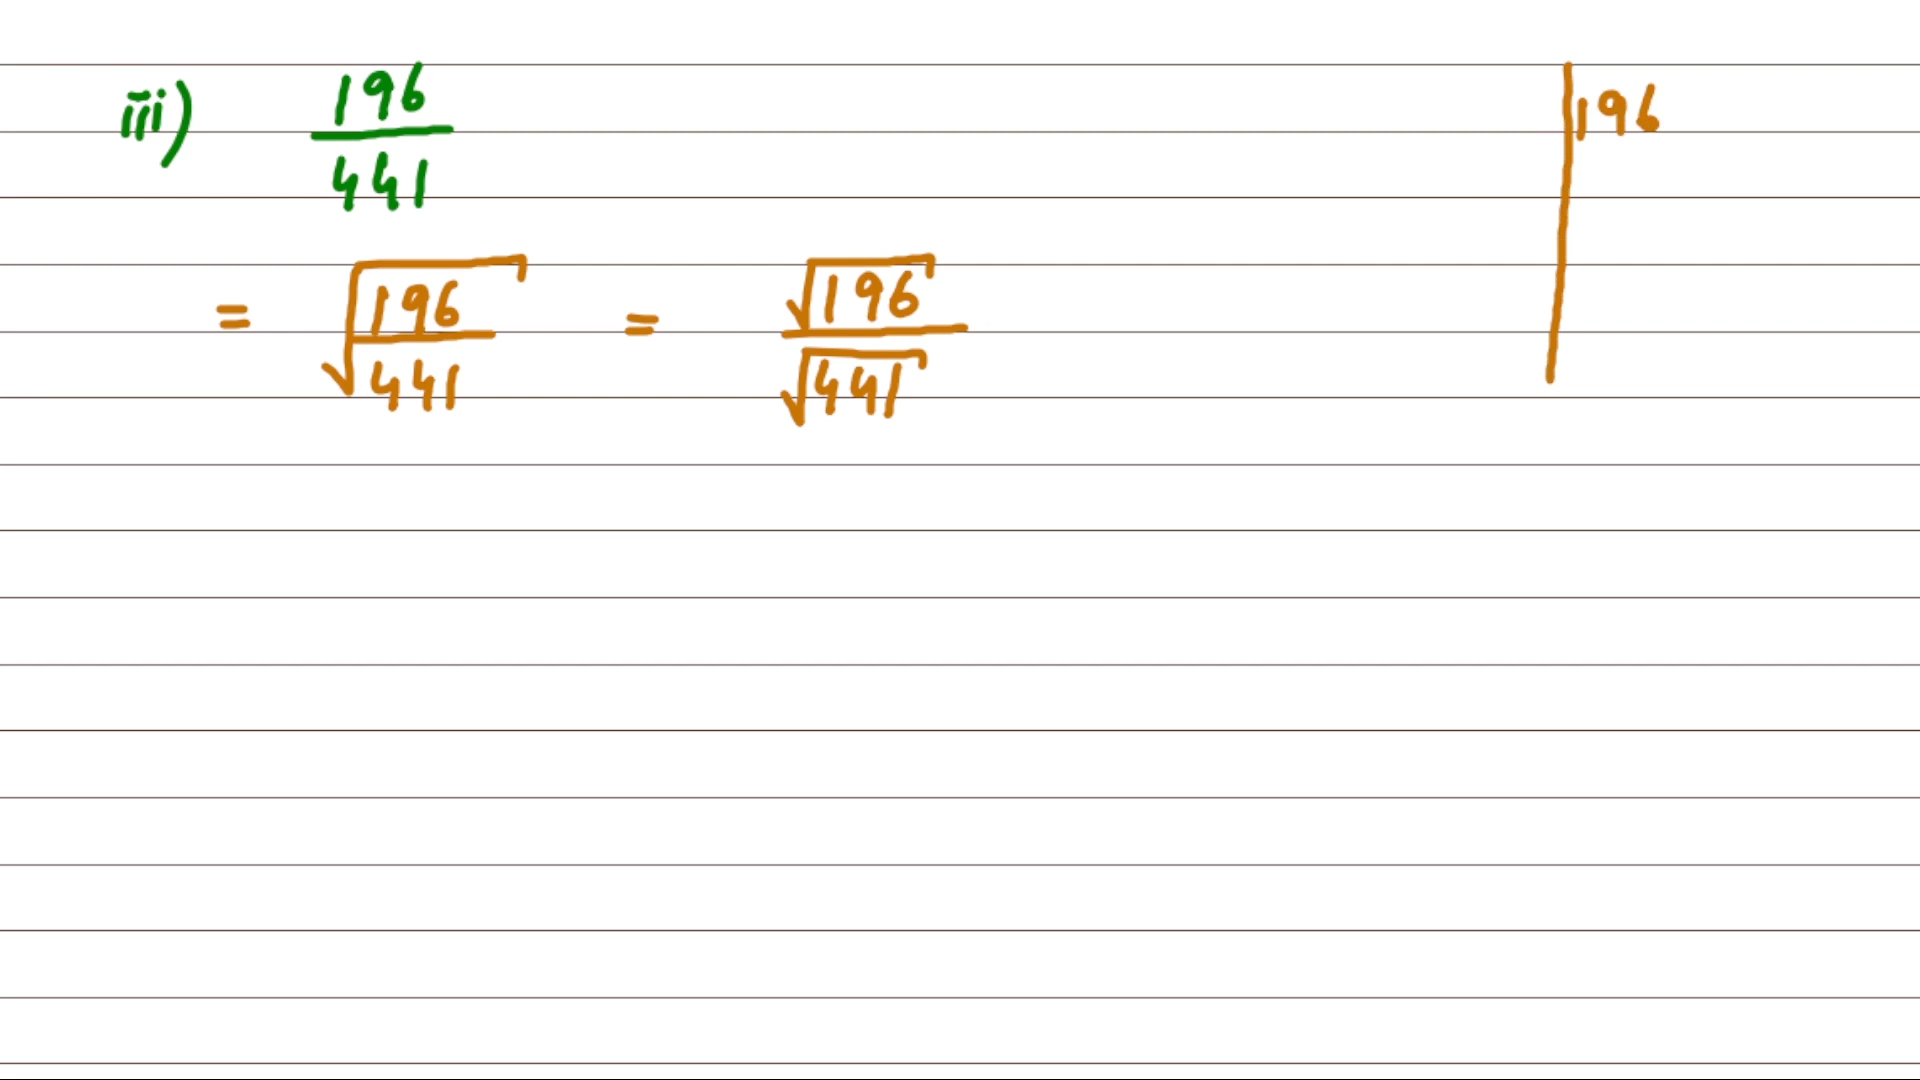 iii) 196/441
= √(196/441) = √196/√441
196